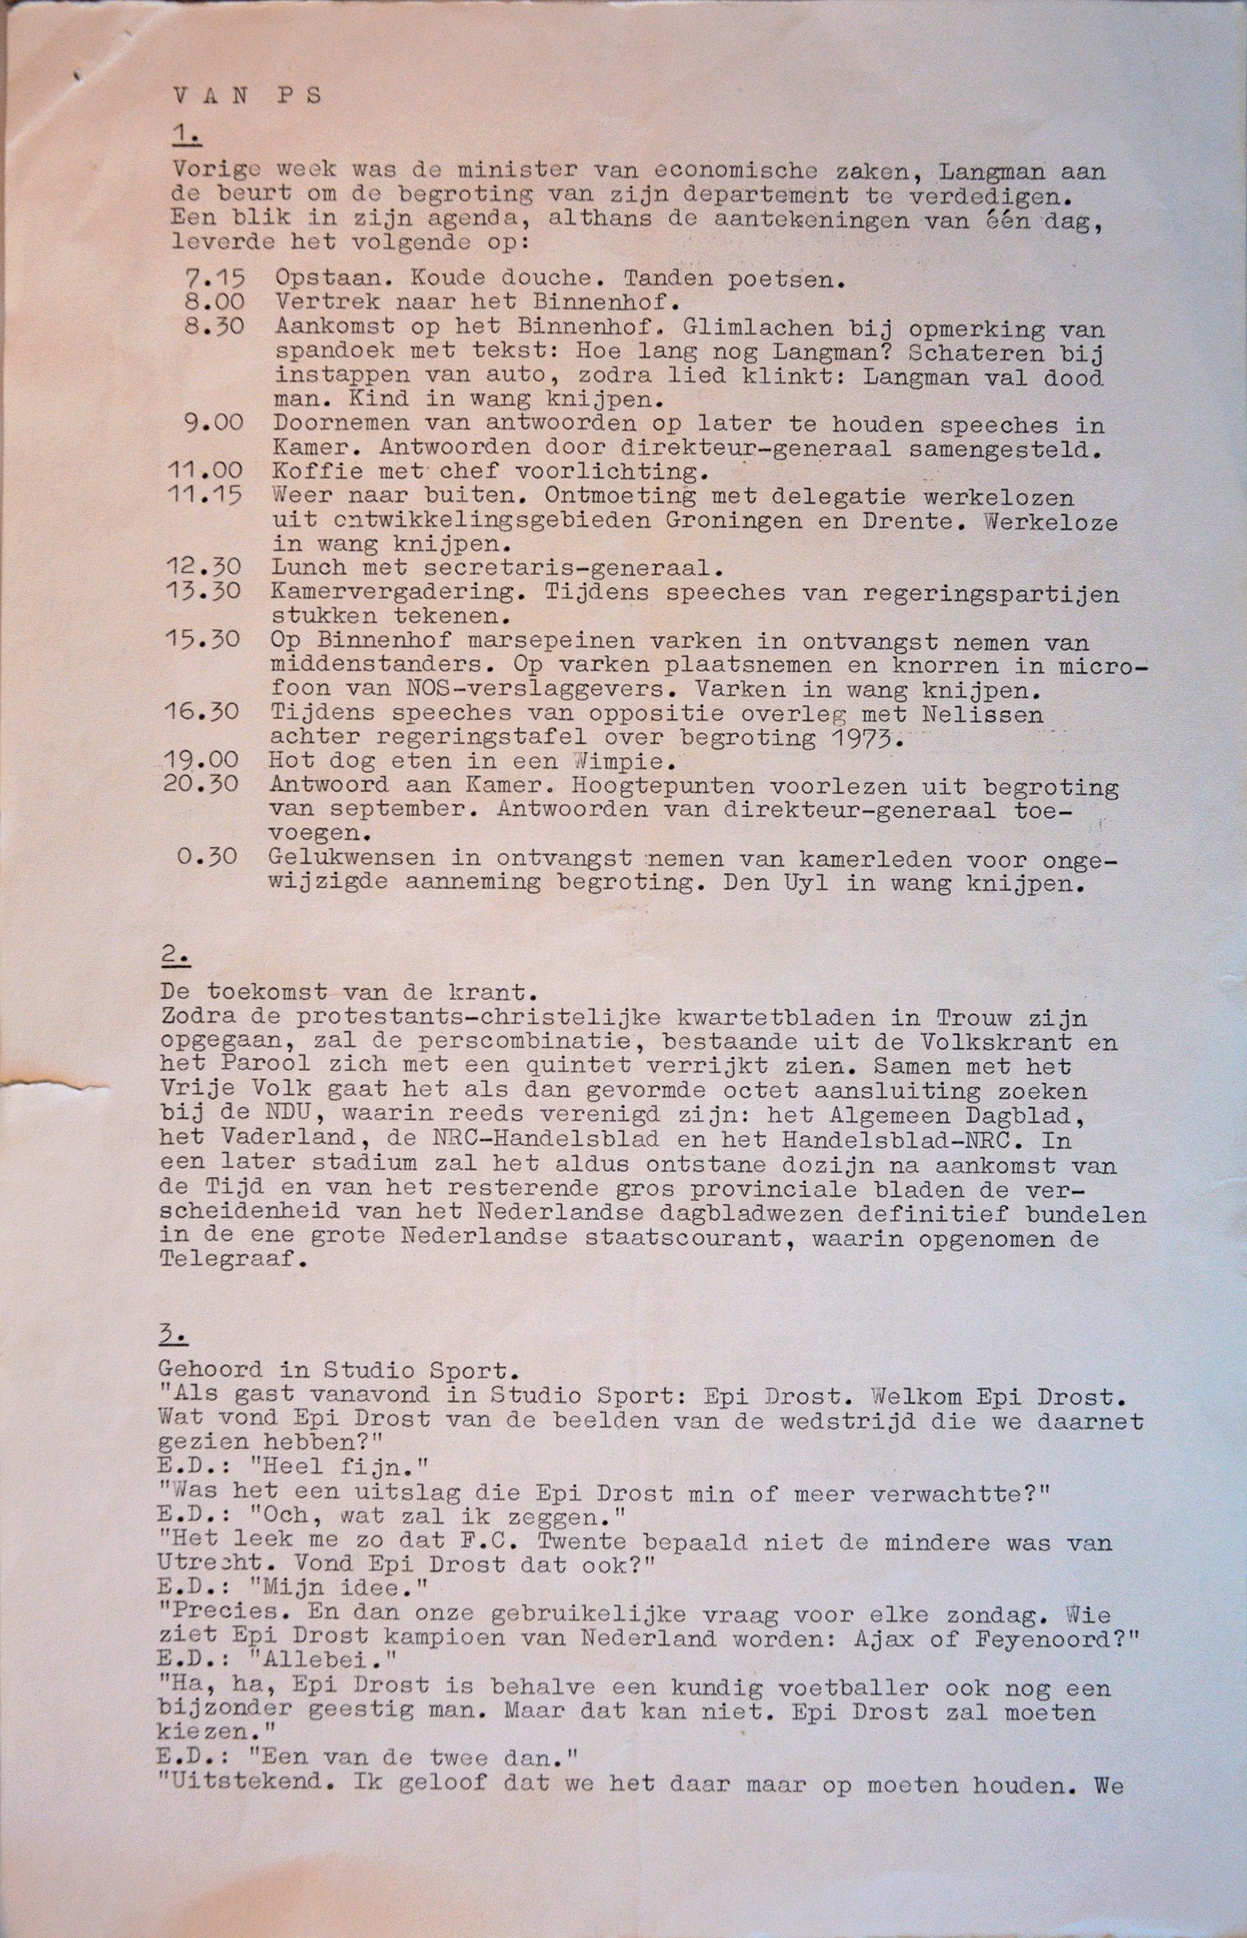 VAN PS
1.
Vorige week was de minister van economische zaken, Langman aan
de beurt om de begroting van zijn departement te verdedigen.
Een blik in zijn agenda, althans de aantekeningen van één dag,
leverde het volgende op:
7.15 Opstaan. Koude douche. Tanden poetsen.
8.00 Vertrek naar het Binnenhof.
8.30 Aankomst op het Binnenhof. Glimlachen bij opmerking van
spandoek met tekst: Hoe lang nog Langman? Schateren bij
instappen van auto, zodra lied klinkt: Langman val dood
man. Kind in wang knijpen.
9.00 Doornemen van antwoorden op later te houden speeches in
Kamer. Antwoorden door direkteur-generaal samengesteld.
11.00 Koffie met chef voorlichting.
11.15 Weer naar buiten. Ontmoeting met delegatie werkelozen
uit ontwikkelingsgebieden Groningen en Drente. Werkeloze
in wang knijpen.
12.30 Lunch met secretaris-generaal.
13.30 Kamervergadering. Tijdens speeches van regeringspartijen
stukken tekenen.
15.30 Op Binnenhof marsepeinen varken in ontvangst nemen van
middenstanders. Op varken plaatsnemen en knorren in micro-
foon van NOS-verslaggevers. Varken in wang knijpen.
16.30 Tijdens speeches van oppositie overleg met Nelissen
achter regeringstafel over begroting 1973.
19.00 Hot dog eten in een Wimpie.
20.30 Antwoord aan Kamer. Hoogtepunten voorlezen uit begroting
van september. Antwoorden van direkteur-generaal toe-
voegen.
0.30 Gelukwensen in ontvangst nemen van kamerleden voor onge-
wijzigde aanneming begroting. Den Uyl in wang knijpen.
2.
De toekomst van de krant.
Zodra de protestants-christelijke kwartetbladen in Trouw zijn
opgegaan, zal de perscombinatie, bestaande uit de Volkskrant en
het Parool zich met een quintet verrijkt zien. Samen met het
Vrije Volk gaat het als dan gevormde octet aansluiting zoeken
bij de NDU, waarin reeds verenigd zijn: het Algemeen Dagblad,
het Vaderland, de NRC-Handelsblad en het Handelsblad-NRC. In
een later stadium zal het aldus ontstane dozijn na aankomst van
de Tijd en van het resterende gros provinciale bladen de ver-
scheidenheid van het Nederlandse dagbladwezen definitief bundelen
in de ene grote Nederlandse staatscourant, waarin opgenomen de
Telegraaf.
3.
Gehoord in Studio Sport.
"Als gast vanavond in Studio Sport: Epi Drost. Welkom Epi Drost.
Wat vond Epi Drost van de beelden van de wedstrijd die we daarnet
gezien hebben?"
E.D.: "Heel fijn."
"Was het een uitslag die Epi Drost min of meer verwachtte?"
E.D.: "Och, wat zal ik zeggen."
"Het leek me zo dat F.C. Twente bepaald niet de mindere was van
Utrecht. Vond Epi Drost dat ook?"
E.D.: "Mijn idee."
"Precies. En dan onze gebruikelijke vraag voor elke zondag. Wie
ziet Epi Drost kampioen van Nederland worden: Ajax of Feyenoord?"
E.D.: "Allebei."
"Ha, ha, Epi Drost is behalve een kundig voetballer ook nog een
bijzonder geestig man. Maar dat kan niet. Epi Drost zal moeten
kiezen."
E.D.: "Een van de twee dan."
"Uitstekend. Ik geloof dat we het daar maar op moeten houden. We